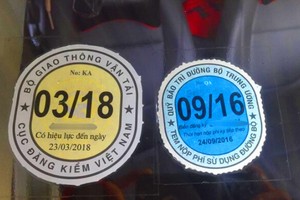 BỘ GIAO THÔNG VẬN TẢI
No: KA
03/18
Có hiệu lực đến ngày
23/03/2018
CỤC ĐĂNG KIỂM VIỆT NAM
QUỸ BẢO TRÌ ĐƯỜNG BỘ TRUNG ƯƠNG
09/16
24/09/2016
TEM NỘP PHÍ SỬ DỤNG ĐƯỜNG BỘ